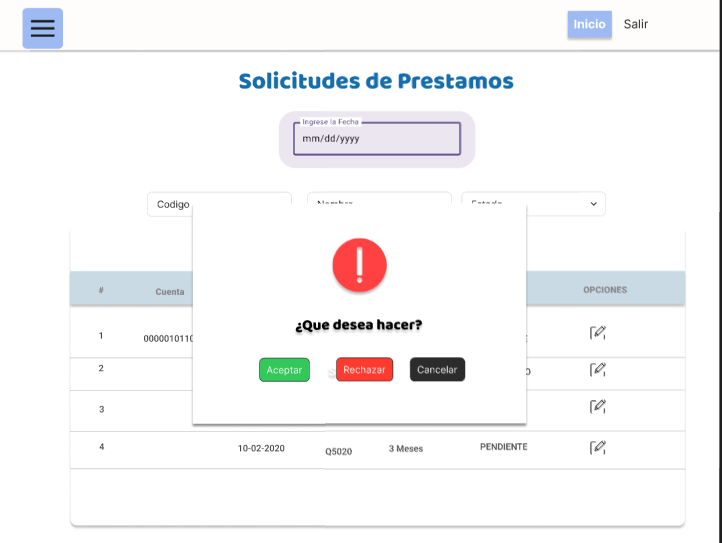 Inicio Salir
Solicitudes de Prestamos
Ingrese la Fecha
mm/dd/yyyy
Codigo
# Cuenta OPCIONES
¿Que desea hacer?
1 0000010110
2
Aceptar Rechazar Cancelar
3
4 10-02-2020 Q5020 3 Meses PENDIENTE